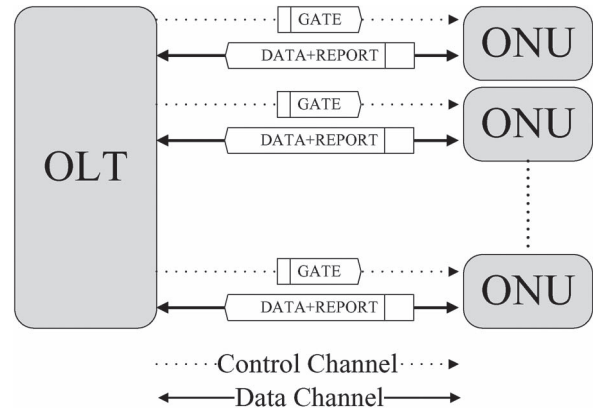 GATE
ONU
DATA+REPORT
GATE
ONU
DATA+REPORT
OLT
GATE
ONU
DATA+REPORT
Control Channel
Data Channel